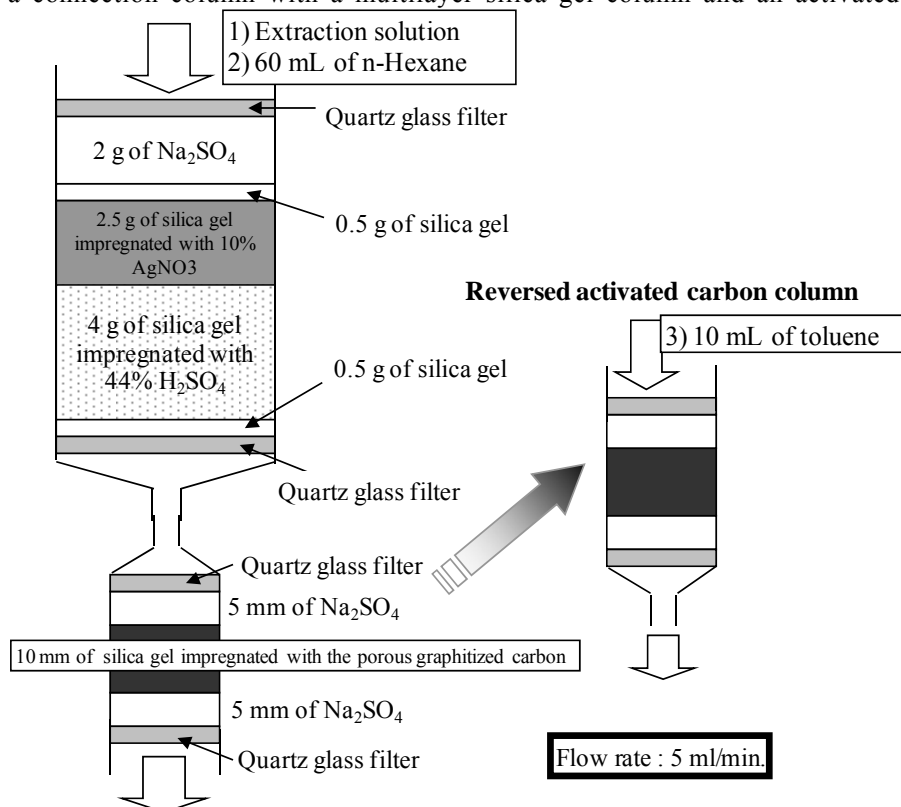 a connection column with a multilayer silica gel column and an activated
1) Extraction solution
2) 60 mL of n-Hexane
Quartz glass filter
2 g of Na₂SO₄
0.5 g of silica gel
2.5 g of silica gel
impregnated with 10%
AgNO3
Reversed activated carbon column
3) 10 mL of toluene
4 g of silica gel
impregnated with
44% H₂SO₄
0.5 g of silica gel
Quartz glass filter
Quartz glass filter
5 mm of Na₂SO₄
10 mm of silica gel impregnated with the porous graphitized carbon
5 mm of Na₂SO₄
Quartz glass filter
Flow rate : 5 ml/min.